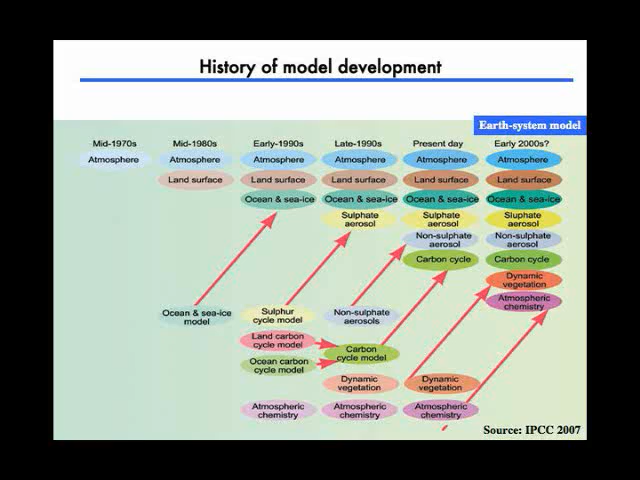 History of model development
Earth-system model
Mid-1970s Mid-1980s Early-1990s Late-1990s Present day Early 2000s?
Atmosphere Atmosphere Atmosphere Atmosphere Atmosphere Atmosphere
Land surface Land surface Land surface Land surface Land surface
Ocean & sea-ice Ocean & sea-ice Ocean & sea-ice Ocean & sea-ice
Sulphate Sulphate Sluphate
aerosol aerosol aerosol
Non-sulphate Non-sulphate
aerosol aerosol
Carbon cycle Carbon cycle
Dynamic
vegetation
Atmospheric
chemistry
Ocean & sea-ice
model
Sulphur
cycle model
Non-sulphate
aerosols
Land carbon
cycle model
Carbon
cycle model
Ocean carbon
cycle model
Dynamic Dynamic
vegetation vegetation
Atmospheric Atmospheric Atmospheric
chemistry chemistry chemistry
Source: IPCC 2007